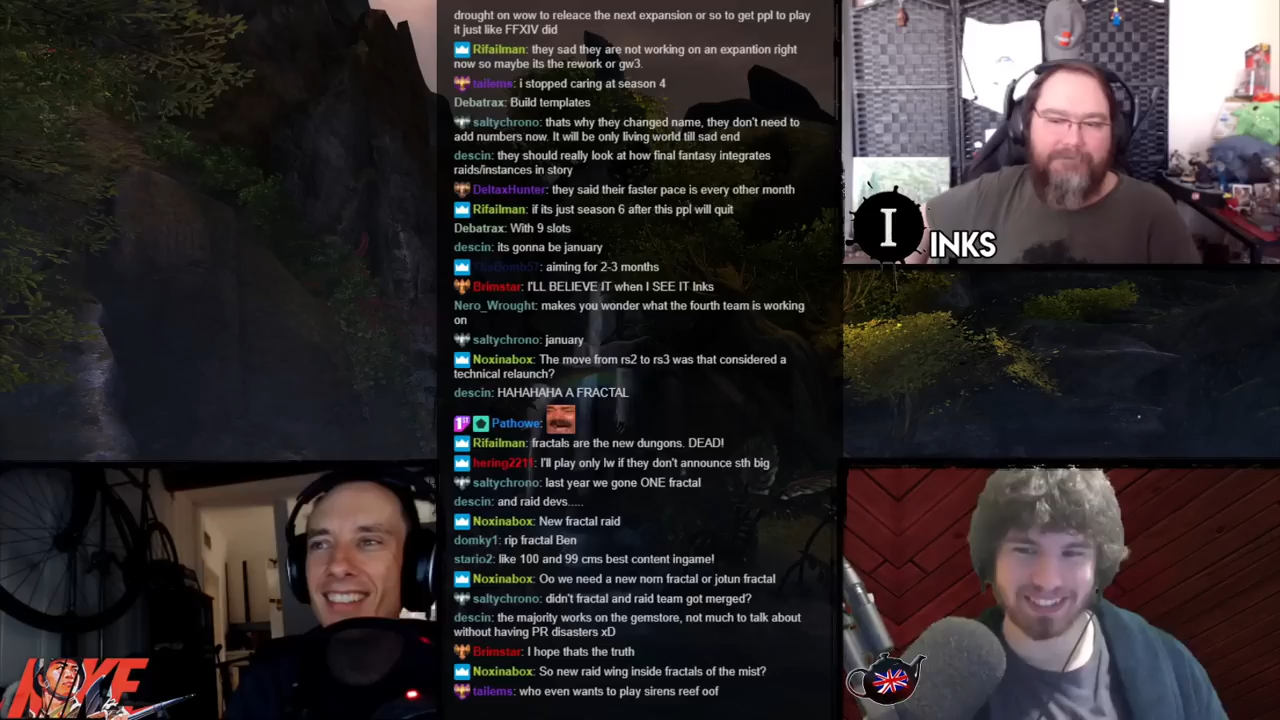 drought on wow to releace the next expansion or so to get ppl to play
it just like FFXIV did
Rifailman: they sad they are not working on an expantion right
now so maybe its the rework or gw3.
tailems: i stopped caring at season 4
Debatrax: Build templates
saltychrono: thats why they changed name, they don't need to
add numbers now. It will be only living world till sad end
descin: they should really look at how final fantasy integrates
raids/instances in story
DeltaxHunter: they said their faster pace is every other month
Rifailman: if its just season 6 after this ppl will quit
Debatrax: With 9 slots
descin: its gonna be january
: aiming for 2-3 months
Brimstar: I'LL BELIEVE IT when I SEE IT Inks
Nero_Wrought: makes you wonder what the fourth team is working
on
saltychrono: january
Noxinabox: The move from rs2 to rs3 was that considered a
technical relaunch?
descin: HAHAHAHA A FRACTAL
1ST Pathowe:
Rifailman: fractals are the new dungons. DEAD!
hering2211: I'll play only lw if they don't announce sth big
saltychrono: last year we gone ONE fractal
descin: and raid devs.....
Noxinabox: New fractal raid
domky1: rip fractal Ben
stario2: like 100 and 99 cms best content ingame!
Noxinabox: Oo we need a new norn fractal or jotun fractal
saltychrono: didn't fractal and raid team got merged?
descin: the majority works on the gemstore, not much to talk about
without having PR disasters xD
Brimstar: I hope thats the truth
Noxinabox: So new raid wing inside fractals of the mist?
tailems: who even wants to play sirens reef oof
I INKS